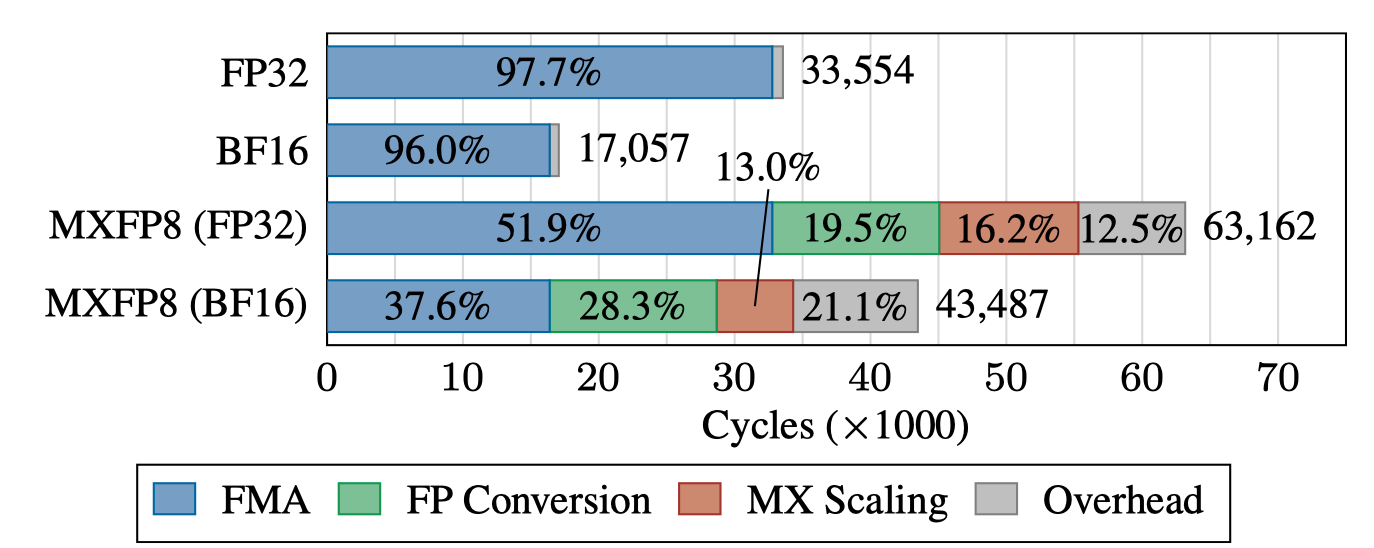 FP32 97.7% 33,554
BF16 96.0% 17,057
13.0%
MXFP8 (FP32) 51.9% 19.5% 16.2% 12.5% 63,162
MXFP8 (BF16) 37.6% 28.3% 21.1% 43,487
0 10 20 30 40 50 60 70
Cycles (×1000)
FMA FP Conversion MX Scaling Overhead